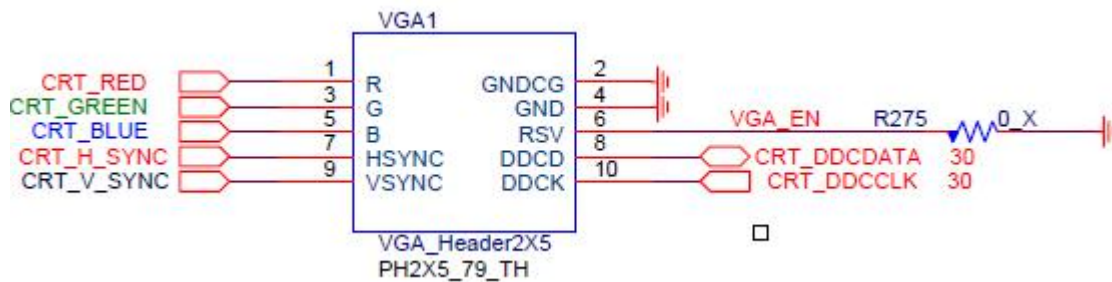 VGA1
CRT_RED 1 R GNDCG 2
CRT_GREEN 3 G GND 4
CRT_BLUE 5 B RSV 6 VGA_EN R275 0_X
CRT_H_SYNC 7 HSYNC DDCD 8 CRT_DDCDATA 30
CRT_V_SYNC 9 VSYNC DDCK 10 CRT_DDCCLK 30
VGA_Header2X5
PH2X5_79_TH